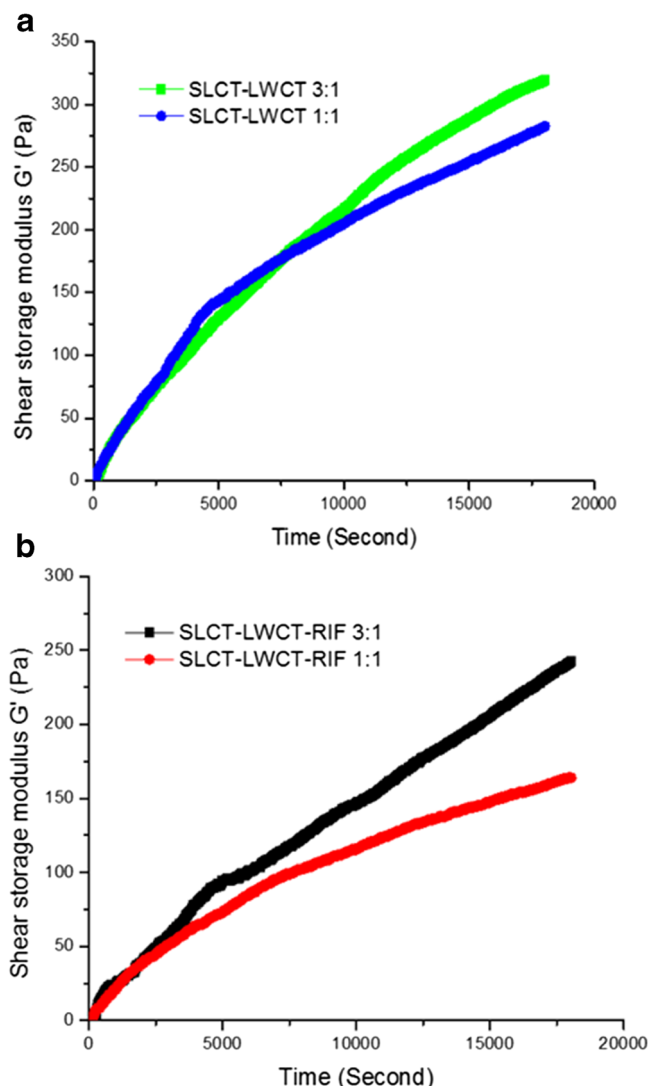 a
350
300
250
200
150
100
50
0
Shear storage modulus G' (Pa)
SLCT-LWCT 3:1
SLCT-LWCT 1:1
0 5000 10000 15000 20000
Time (Second)
b
300
250
200
150
100
50
0
Shear storage modulus G' (Pa)
SLCT-LWCT-RIF 3:1
SLCT-LWCT-RIF 1:1
0 5000 10000 15000 20000
Time (Second)